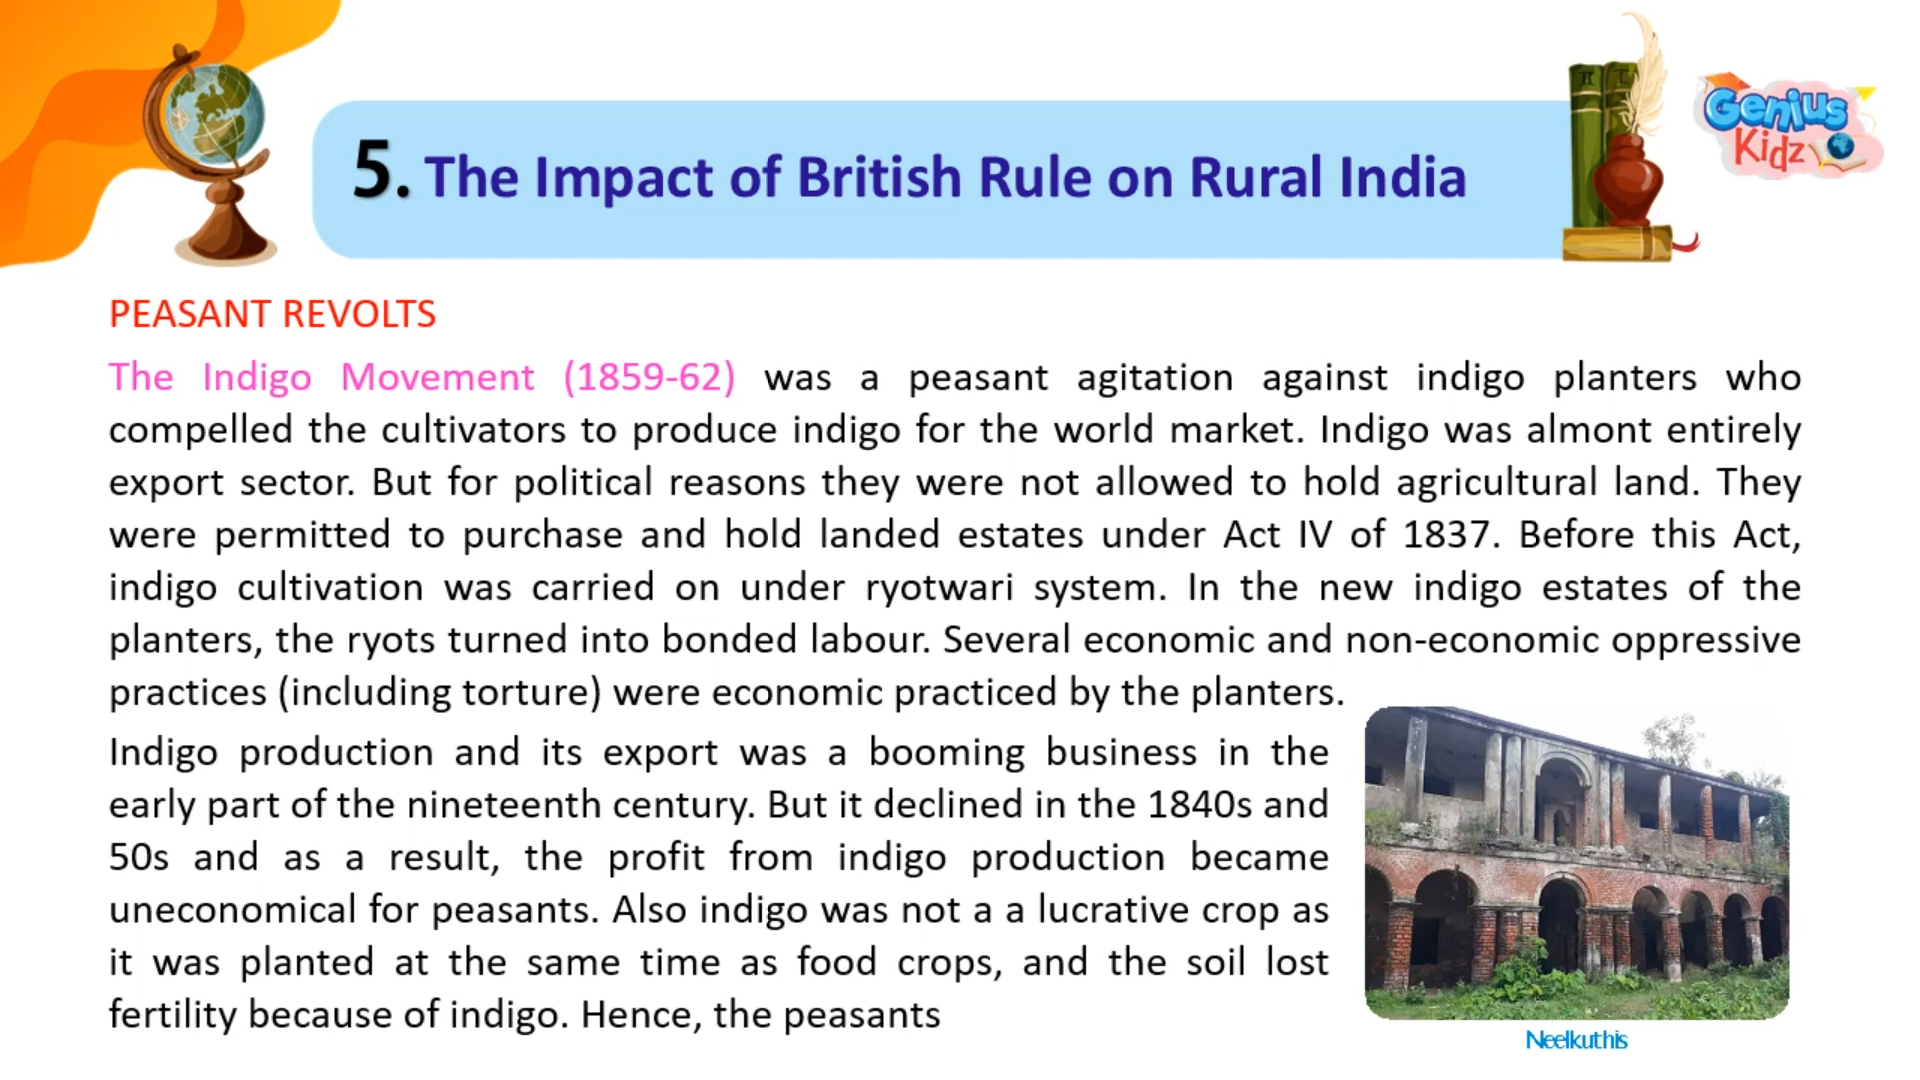 Genius
Kidz
5. The Impact of British Rule on Rural India
PEASANT REVOLTS
The Indigo Movement (1859-62) was a peasant agitation against indigo planters who
compelled the cultivators to produce indigo for the world market. Indigo was almont entirely
export sector. But for political reasons they were not allowed to hold agricultural land. They
were permitted to purchase and hold landed estates under Act IV of 1837. Before this Act,
indigo cultivation was carried on under ryotwari system. In the new indigo estates of the
planters, the ryots turned into bonded labour. Several economic and non-economic oppressive
practices (including torture) were economic practiced by the planters.
Indigo production and its export was a booming business in the
early part of the nineteenth century. But it declined in the 1840s and
50s and as a result, the profit from indigo production became
uneconomical for peasants. Also indigo was not a a lucrative crop as
it was planted at the same time as food crops, and the soil lost
fertility because of indigo. Hence, the peasants
Neelkuthis